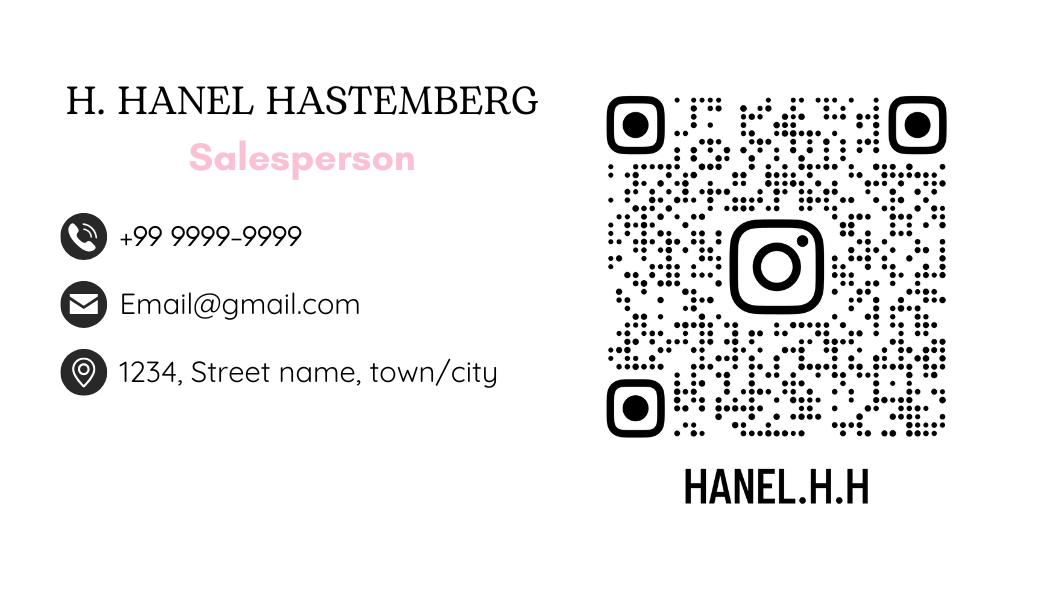 H. HANEL HASTEMBERG
Salesperson
+99 9999-9999
Email@gmail.com
1234, Street name, town/city
HANEL.H.H